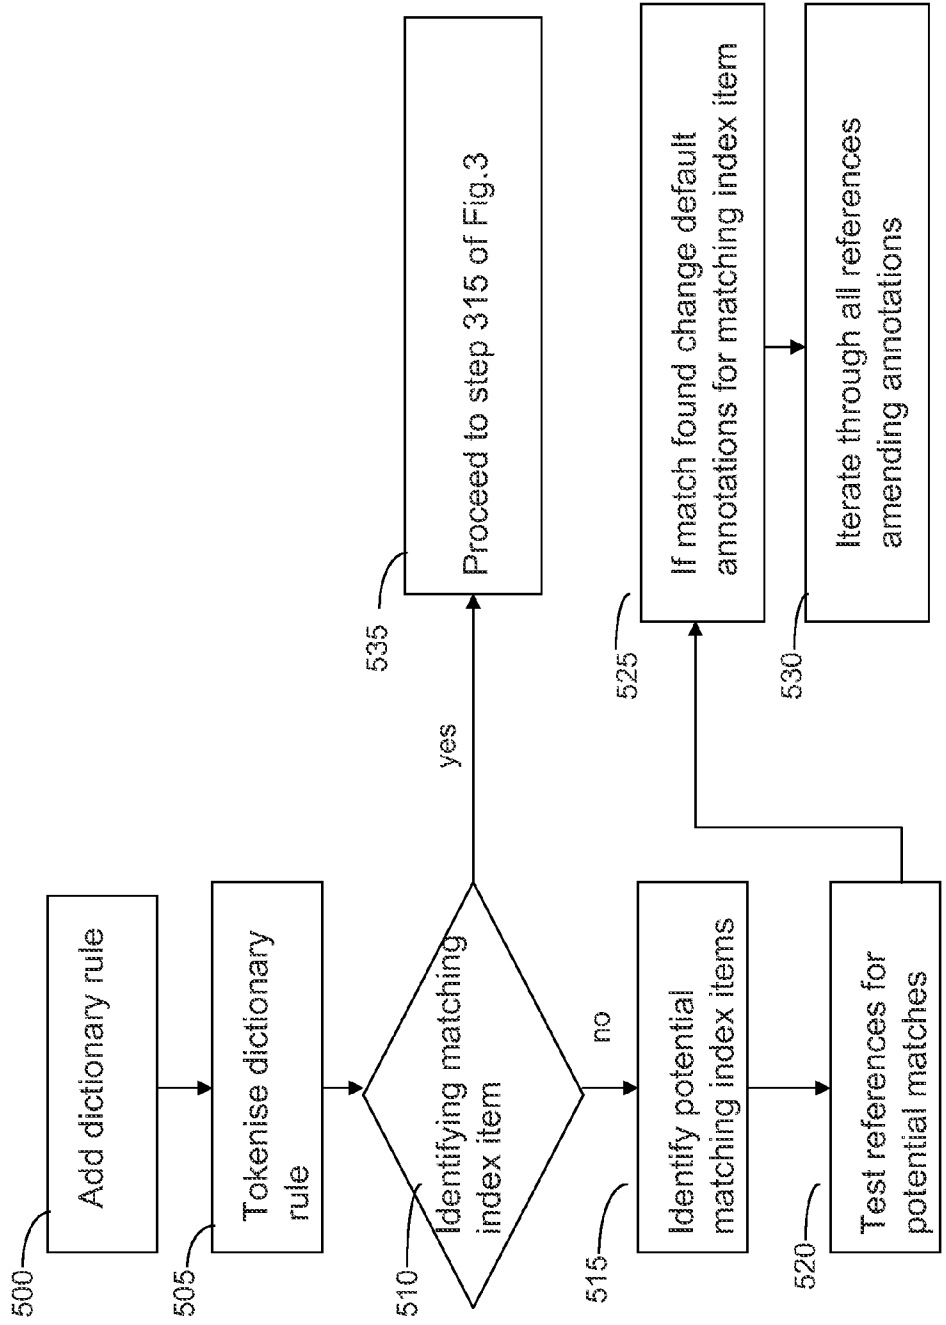 500
Add dictionary rule
505
Tokenise dictionary
rule
510
Identifying matching
index item
yes
535
Proceed to step 315 of Fig.3
no
515
Identify potential
matching index items
520
Test references for
potential matches
525
If match found change default
annotations for matching index item
530
Iterate through all references
amending annotations